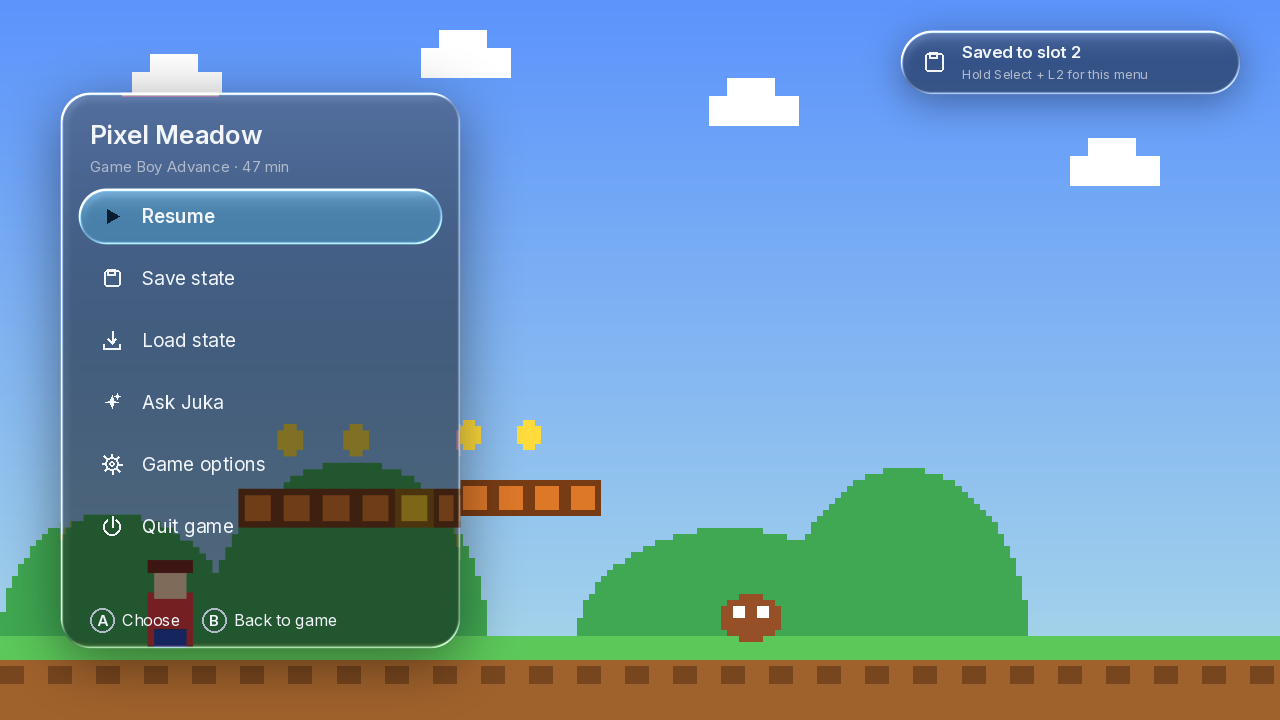 Saved to slot 2
Hold Select + L2 for this menu
Pixel Meadow
Game Boy Advance · 47 min
Resume
Save state
Load state
Ask Juka
Game options
Quit game
A Choose B Back to game